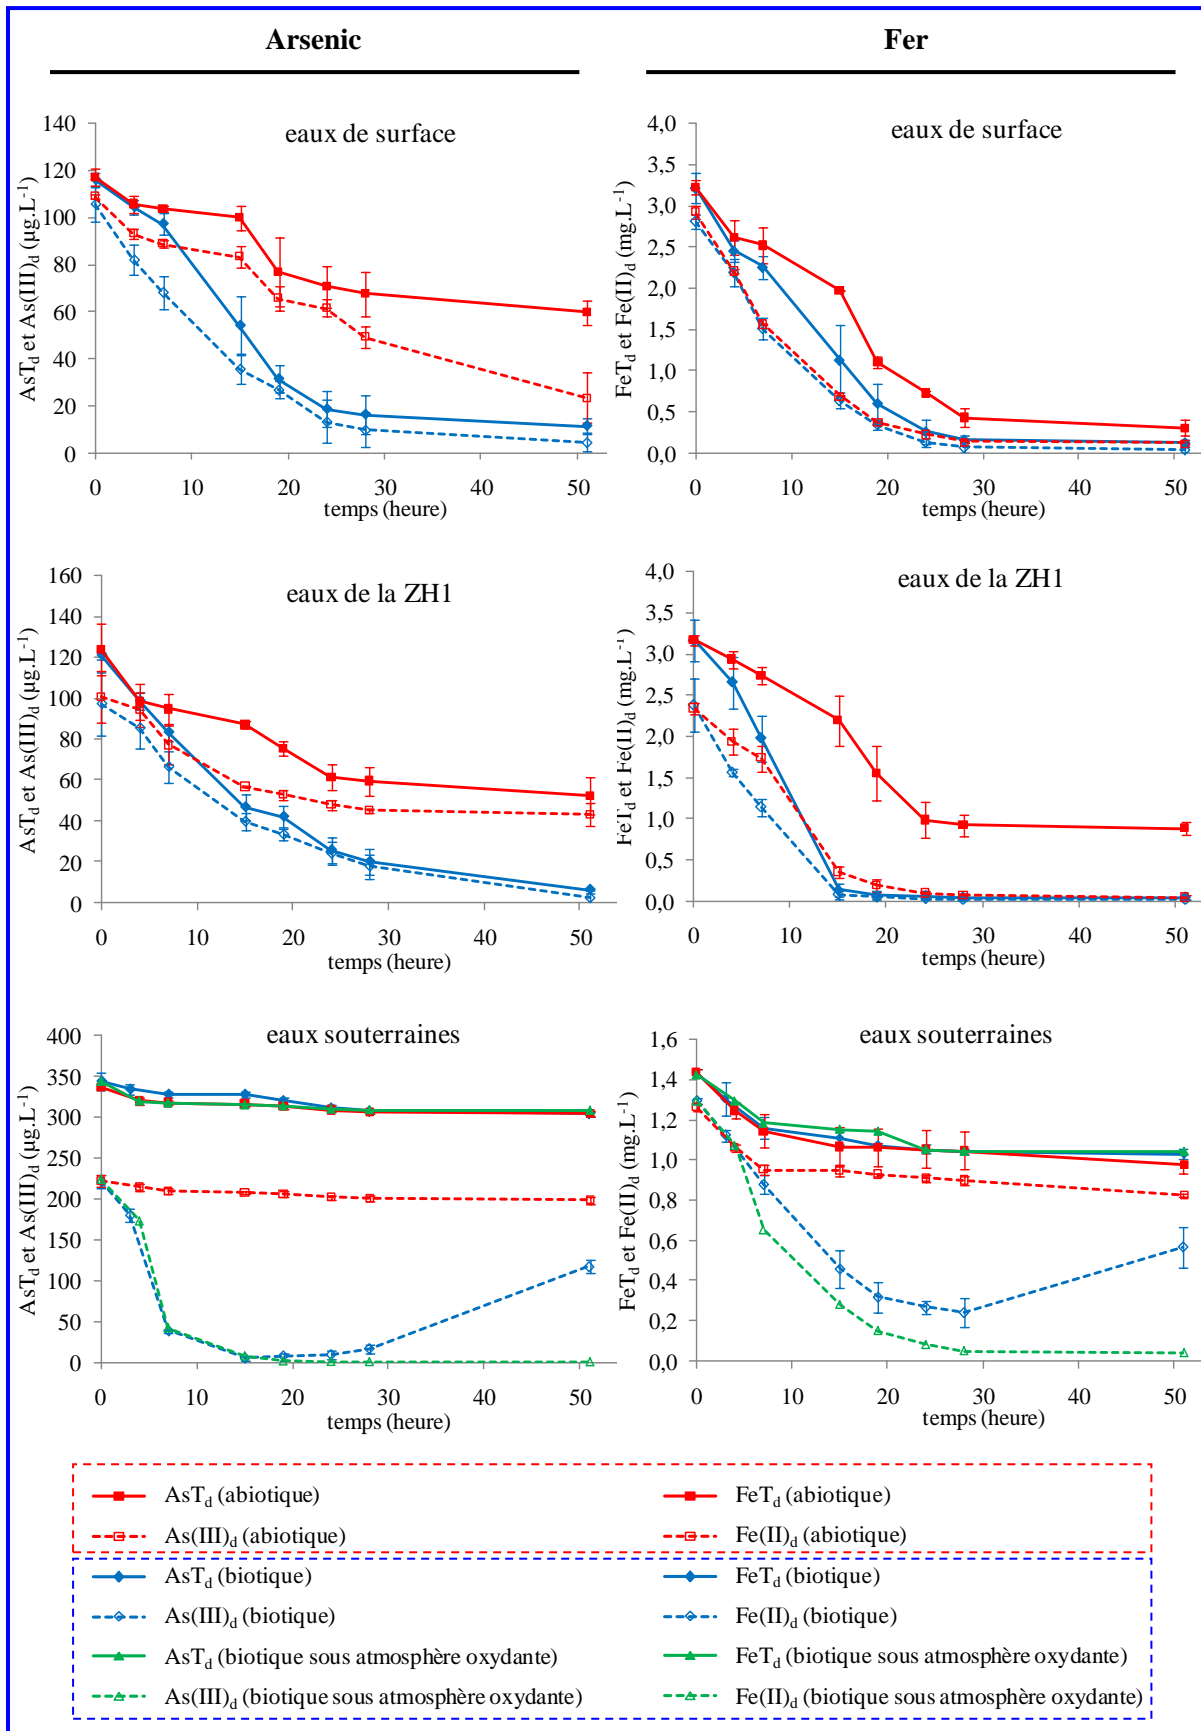 Arsenic
Fer
eaux de surface
AsT_d et As(III)_d (µg.L⁻¹)
140
120
100
80
60
40
20
0
0 10 20 30 40 50
temps (heure)
eaux de surface
FeT_d et Fe(II)_d (mg.L⁻¹)
4,0
3,5
3,0
2,5
2,0
1,5
1,0
0,5
0,0
0 10 20 30 40 50
temps (heure)
eaux de la ZH1
AsT_d et As(III)_d (µg.L⁻¹)
160
140
120
100
80
60
40
20
0
0 10 20 30 40 50
temps (heure)
eaux de la ZH1
FeT_d et Fe(II)_d (mg.L⁻¹)
4,0
3,5
3,0
2,5
2,0
1,5
1,0
0,5
0,0
0 10 20 30 40 50
temps (heure)
eaux souterraines
AsT_d et As(III)_d (µg.L⁻¹)
400
350
300
250
200
150
100
50
0
0 10 20 30 40 50
temps (heure)
eaux souterraines
FeT_d et Fe(II)_d (mg.L⁻¹)
1,6
1,4
1,2
1,0
0,8
0,6
0,4
0,2
0,0
0 10 20 30 40 50
temps (heure)
AsT_d (abiotique)
FeT_d (abiotique)
As(III)_d (abiotique)
Fe(II)_d (abiotique)
AsT_d (biotique)
FeT_d (biotique)
As(III)_d (biotique)
Fe(II)_d (biotique)
AsT_d (biotique sous atmosphère oxydante)
FeT_d (biotique sous atmosphère oxydante)
As(III)_d (biotique sous atmosphère oxydante)
Fe(II)_d (biotique sous atmosphère oxydante)